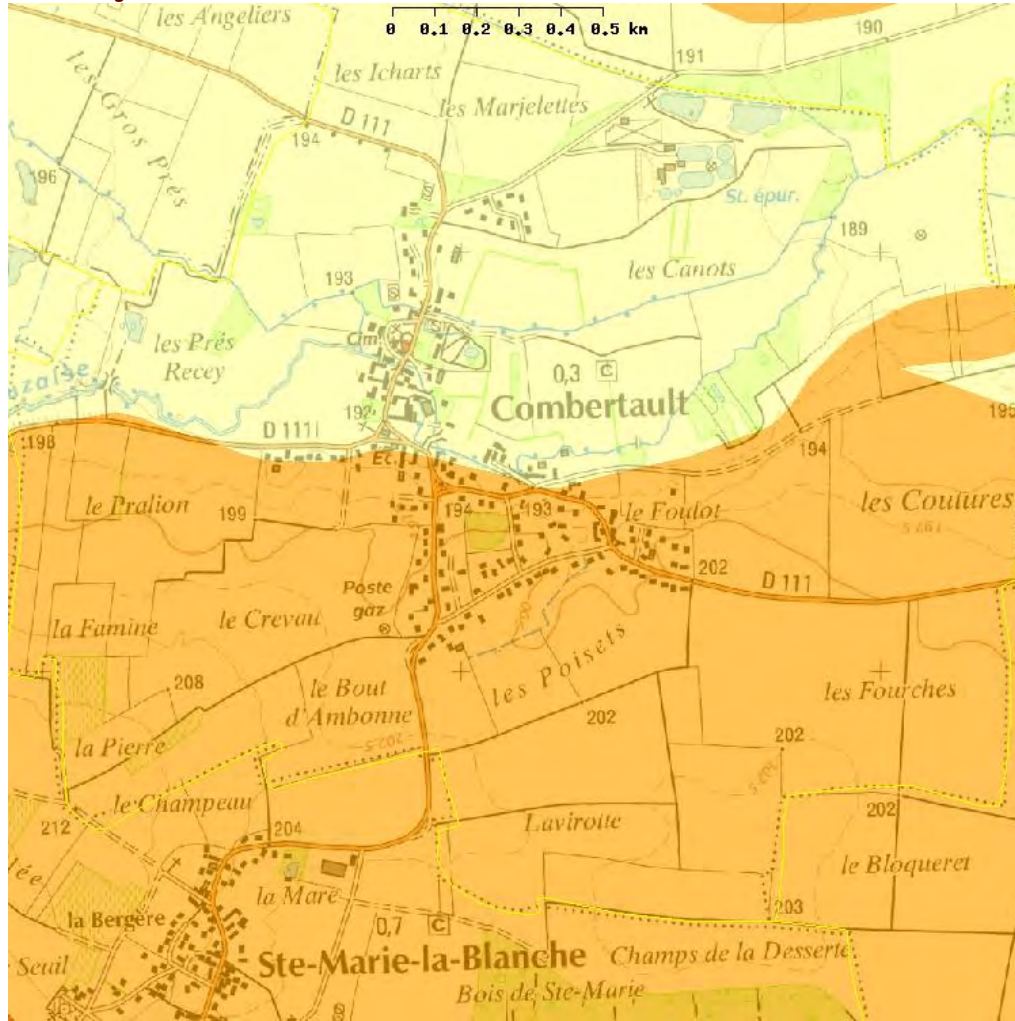 les Angeliers
0 0.1 0.2 0.3 0.4 0.5 km
190
191
les Icharts
les Marjelettes
les Gros Prés
D 111
194
196
St. épur.
189
193
les Canots
Cim.
les Prés
Recey
0,3 C
Combertault
192
195
198
D 111
Ec.
194
le Pralion
199
194
193
le Foulot
les Coutures
202
D 111
Poste
gaz
la Famine
le Crevau
les Poisets
208
le Bout
d'Ambonne
les Fourches
202
la Pierre
202
le Champeau
202
212
204
Lavirotte
le Bloqueret
la Mare
203
la Bergère
0,7 C
Seuil
Ste-Marie-la-Blanche
Champs de la Desserte
Bois de Ste-Marie